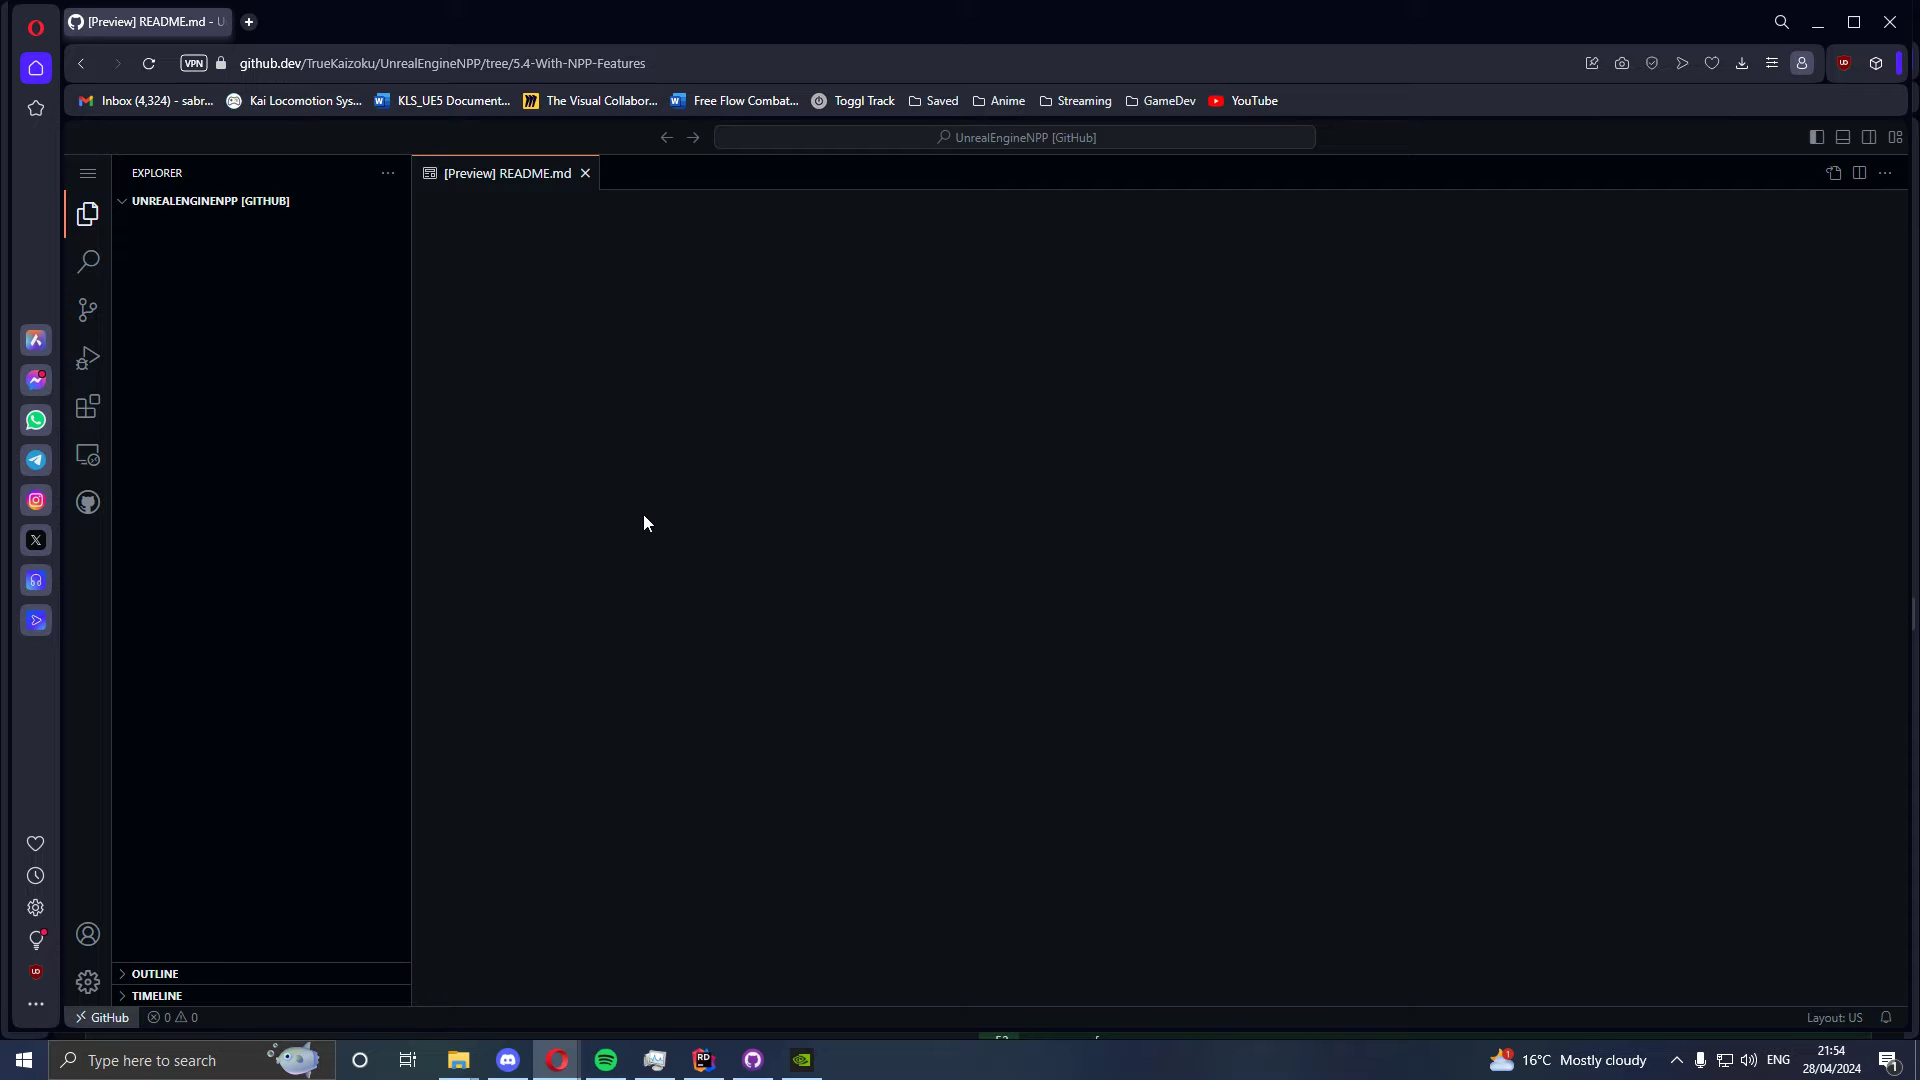 [Preview] README.md - U
VPN
github.dev/TrueKaizoku/UnrealEngineNPP/tree/5.4-With-NPP-Features
Inbox (4,324) - sabr...
Kai Locomotion Sys...
KLS_UE5 Document...
The Visual Collabor...
Free Flow Combat...
Toggl Track
Saved
Anime
Streaming
GameDev
YouTube
UnrealEngineNPP [GitHub]
EXPLORER
[Preview] README.md
UNREALENGINENPP [GITHUB]
OUTLINE
TIMELINE
GitHub
0
0
Layout: US
Type here to search
16°C Mostly cloudy
ENG
21:54
28/04/2024